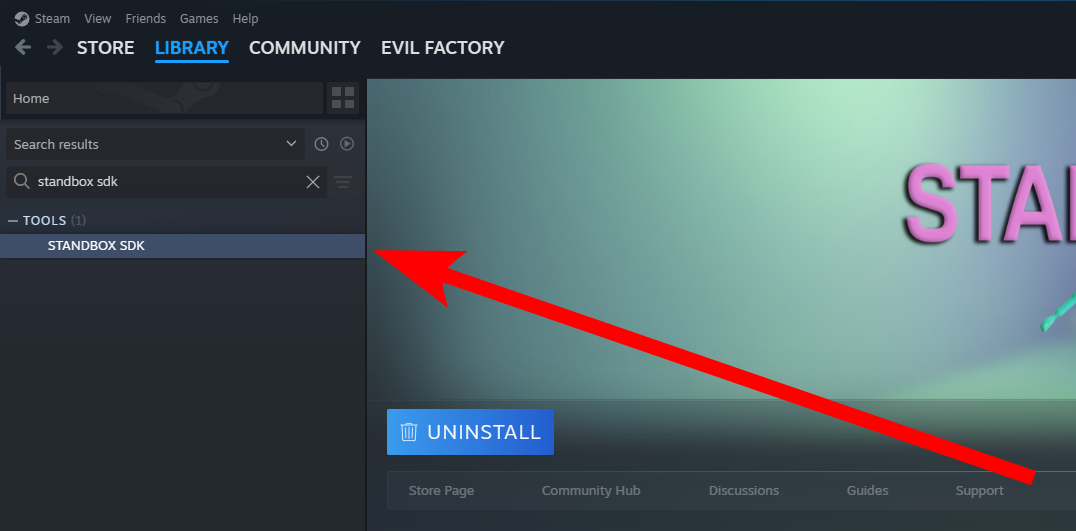 Steam View Friends Games Help
STORE LIBRARY COMMUNITY EVIL FACTORY
Home
Search results
standbox sdk
TOOLS (1)
STANDBOX SDK
STAN
UNINSTALL
Store Page Community Hub Discussions Guides Support